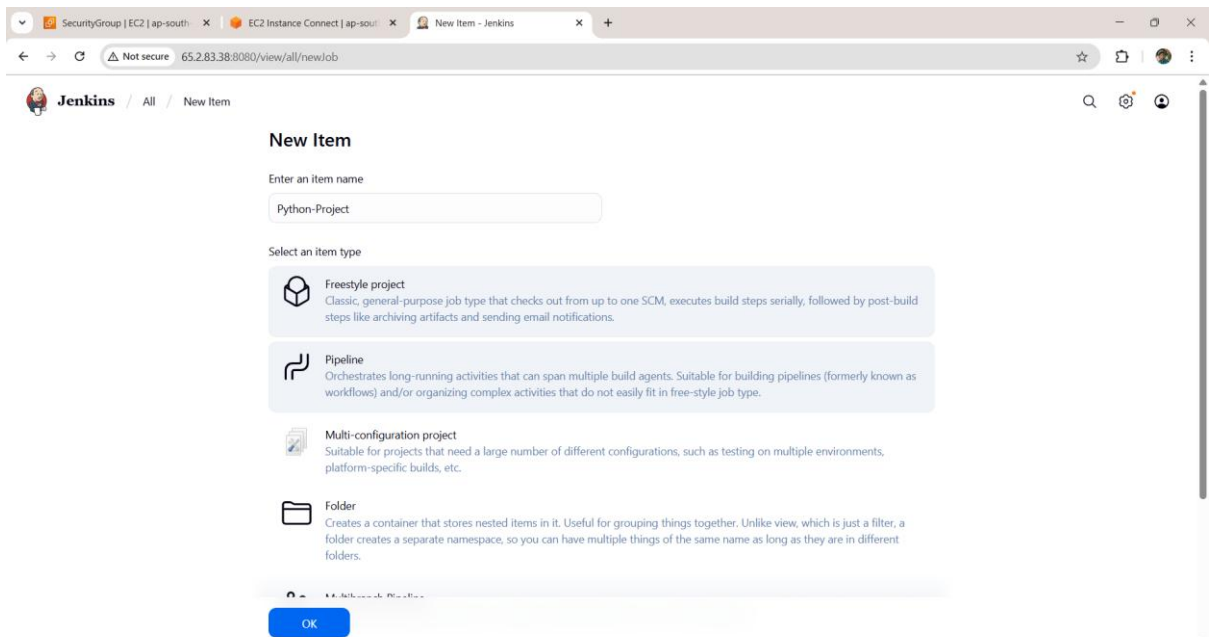 SecurityGroup | EC2 | ap-south-
EC2 Instance Connect | ap-sout
New Item - Jenkins
Not secure 65.2.83.38:8080/view/all/newJob
Jenkins / All / New Item
New Item
Enter an item name
Python-Project
Select an item type
Freestyle project
Classic, general-purpose job type that checks out from up to one SCM, executes build steps serially, followed by post-build
steps like archiving artifacts and sending email notifications.
Pipeline
Orchestrates long-running activities that can span multiple build agents. Suitable for building pipelines (formerly known as
workflows) and/or organizing complex activities that do not easily fit in free-style job type.
Multi-configuration project
Suitable for projects that need a large number of different configurations, such as testing on multiple environments,
platform-specific builds, etc.
Folder
Creates a container that stores nested items in it. Useful for grouping things together. Unlike view, which is just a filter, a
folder creates a separate namespace, so you can have multiple things of the same name as long as they are in different
folders.
Multibranch Pipeline
OK